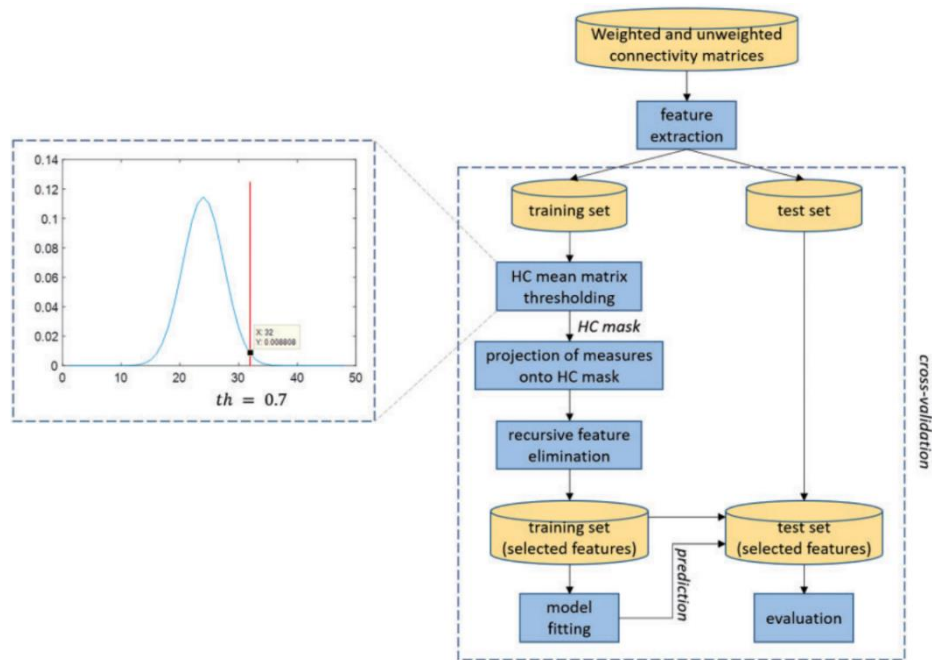 Weighted and unweighted
connectivity matrices
feature
extraction
training set
test set
HC mean matrix
thresholding
HC mask
projection of measures
onto HC mask
recursive feature
elimination
training set
(selected features)
test set
(selected features)
prediction
model
fitting
evaluation
cross-validation
0.14
0.12
0.1
0.08
0.06
0.04
0.02
0
X: 32
Y: 0.008808
0 10 20 30 40 50
th = 0.7